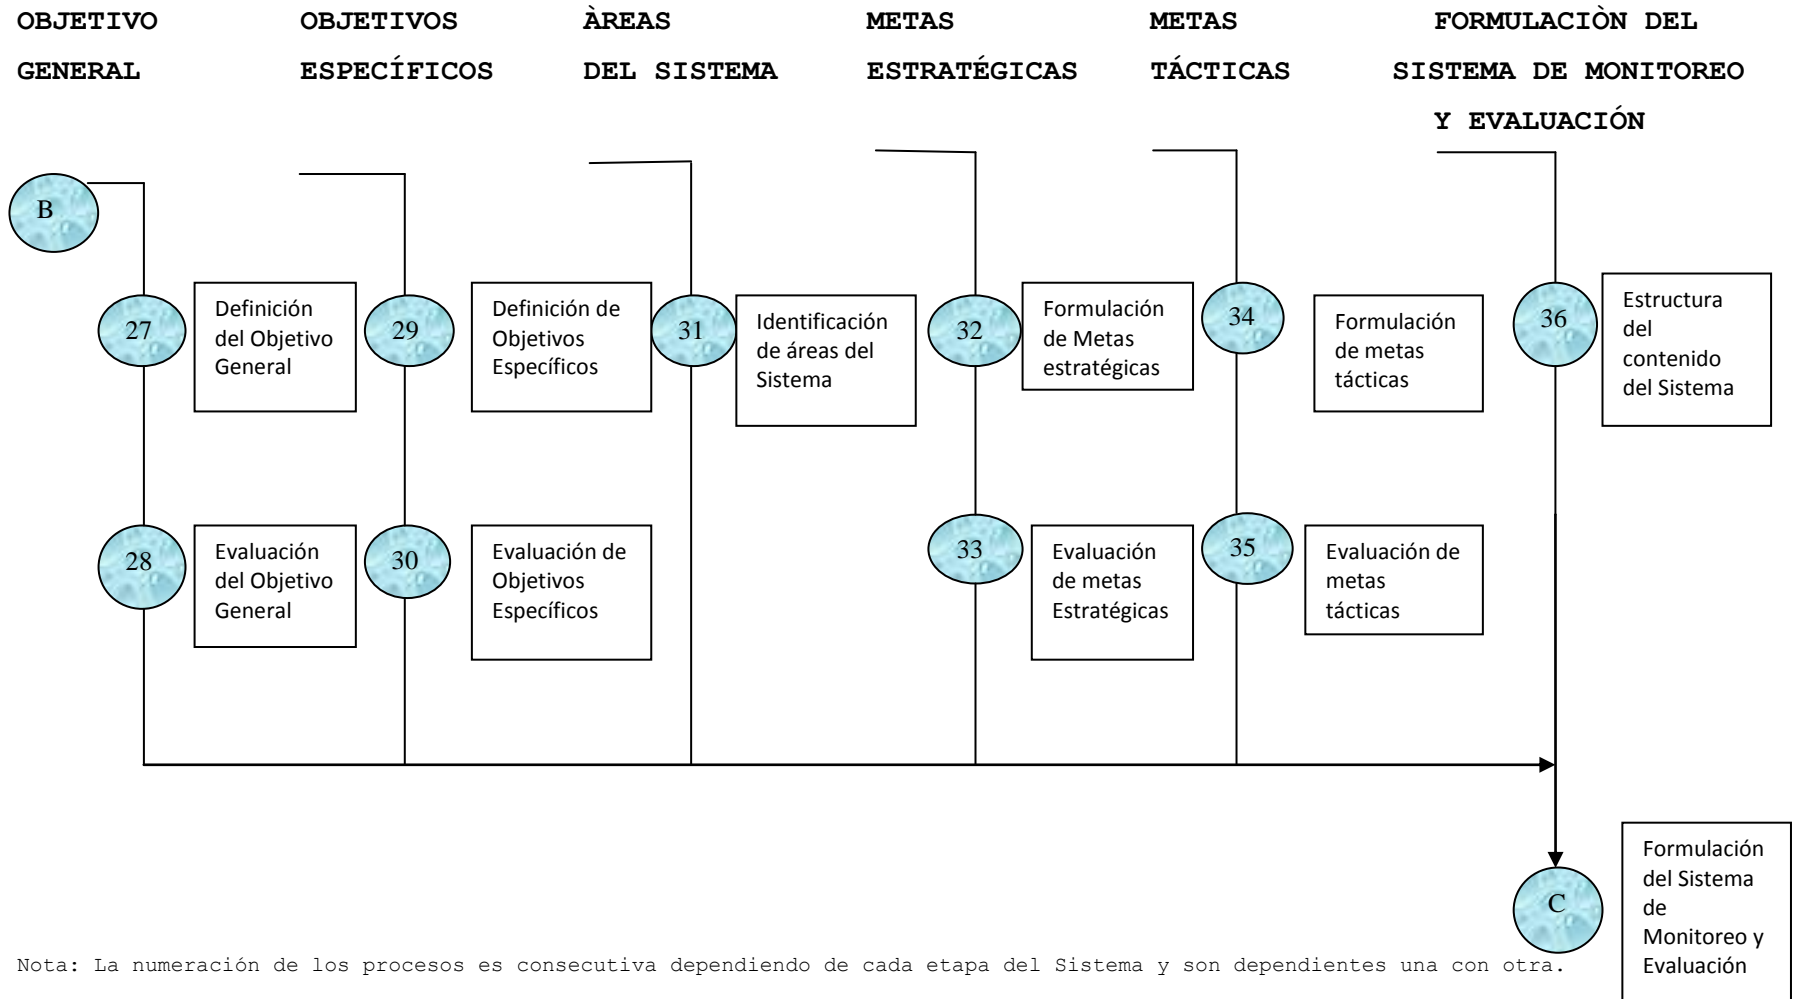 OBJETIVO
GENERAL
OBJETIVOS
ESPECÍFICOS
ÀREAS
DEL SISTEMA
METAS
ESTRATÉGICAS
METAS
TÁCTICAS
FORMULACIÒN DEL
SISTEMA DE MONITOREO
Y EVALUACIÓN
B
27
Definición
del Objetivo
General
29
Definición de
Objetivos
Específicos
31
Identificación
de áreas del
Sistema
32
Formulación
de Metas
estratégicas
34
Formulación
de metas
tácticas
36
Estructura
del
contenido
del Sistema
28
Evaluación
del Objetivo
General
30
Evaluación de
Objetivos
Específicos
33
Evaluación
de metas
Estratégicas
35
Evaluación de
metas
tácticas
C
Formulación
del Sistema
de
Monitoreo y
Evaluación
Nota: La numeración de los procesos es consecutiva dependiendo de cada etapa del Sistema y son dependientes una con otra.